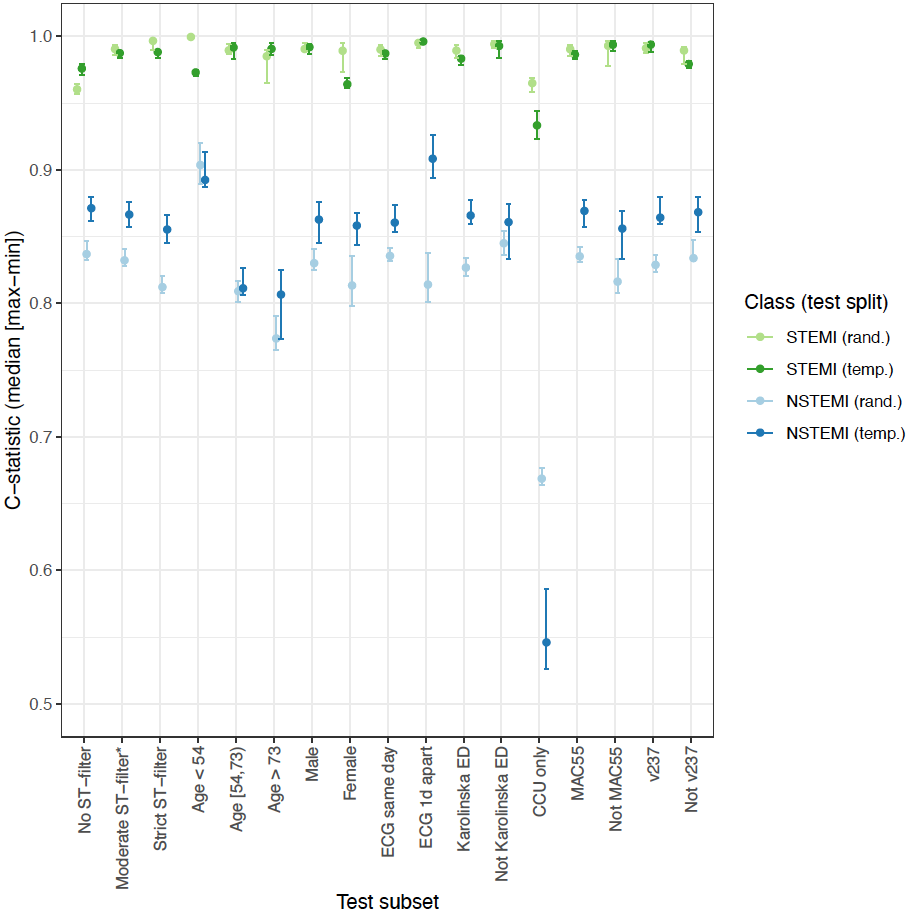 C−statistic (median [max−min])
1.0
0.9
0.8
0.7
0.6
0.5
No ST−filter
Moderate ST−filter*
Strict ST−filter
Age < 54
Age [54,73)
Age > 73
Male
Female
ECG same day
ECG 1d apart
Karolinska ED
Not Karolinska ED
CCU only
MAC55
Not MAC55
v237
Not v237
Test subset
Class (test split)
STEMI (rand.)
STEMI (temp.)
NSTEMI (rand.)
NSTEMI (temp.)